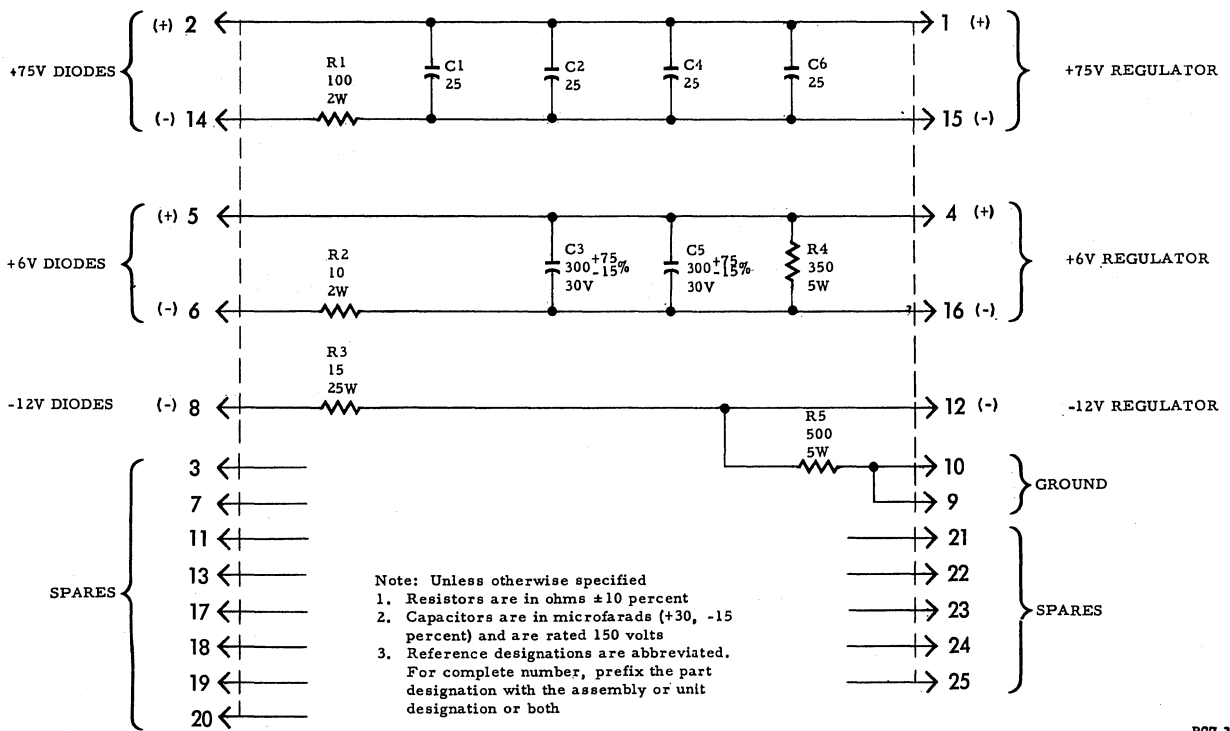 (+) 2
1 (+)
+75V DIODES
R1
100
2W
C1
25
C2
25
C4
25
C6
25
+75V REGULATOR
(-) 14
15 (-)
(+) 5
4 (+)
+6V DIODES
R2
10
2W
C3
300 +75 -15%
30V
C5
300 +75 -15%
30V
R4
350
5W
+6V REGULATOR
(-) 6
16 (-)
R3
15
25W
-12V DIODES
(-) 8
12 (-)
-12V REGULATOR
R5
500
5W
3
7
11
13
17
18
19
20
SPARES
10
9
GROUND
21
22
23
24
25
SPARES
Note: Unless otherwise specified
1. Resistors are in ohms ±10 percent
2. Capacitors are in microfarads (+30, -15
percent) and are rated 150 volts
3. Reference designations are abbreviated.
For complete number, prefix the part
designation with the assembly or unit
designation or both